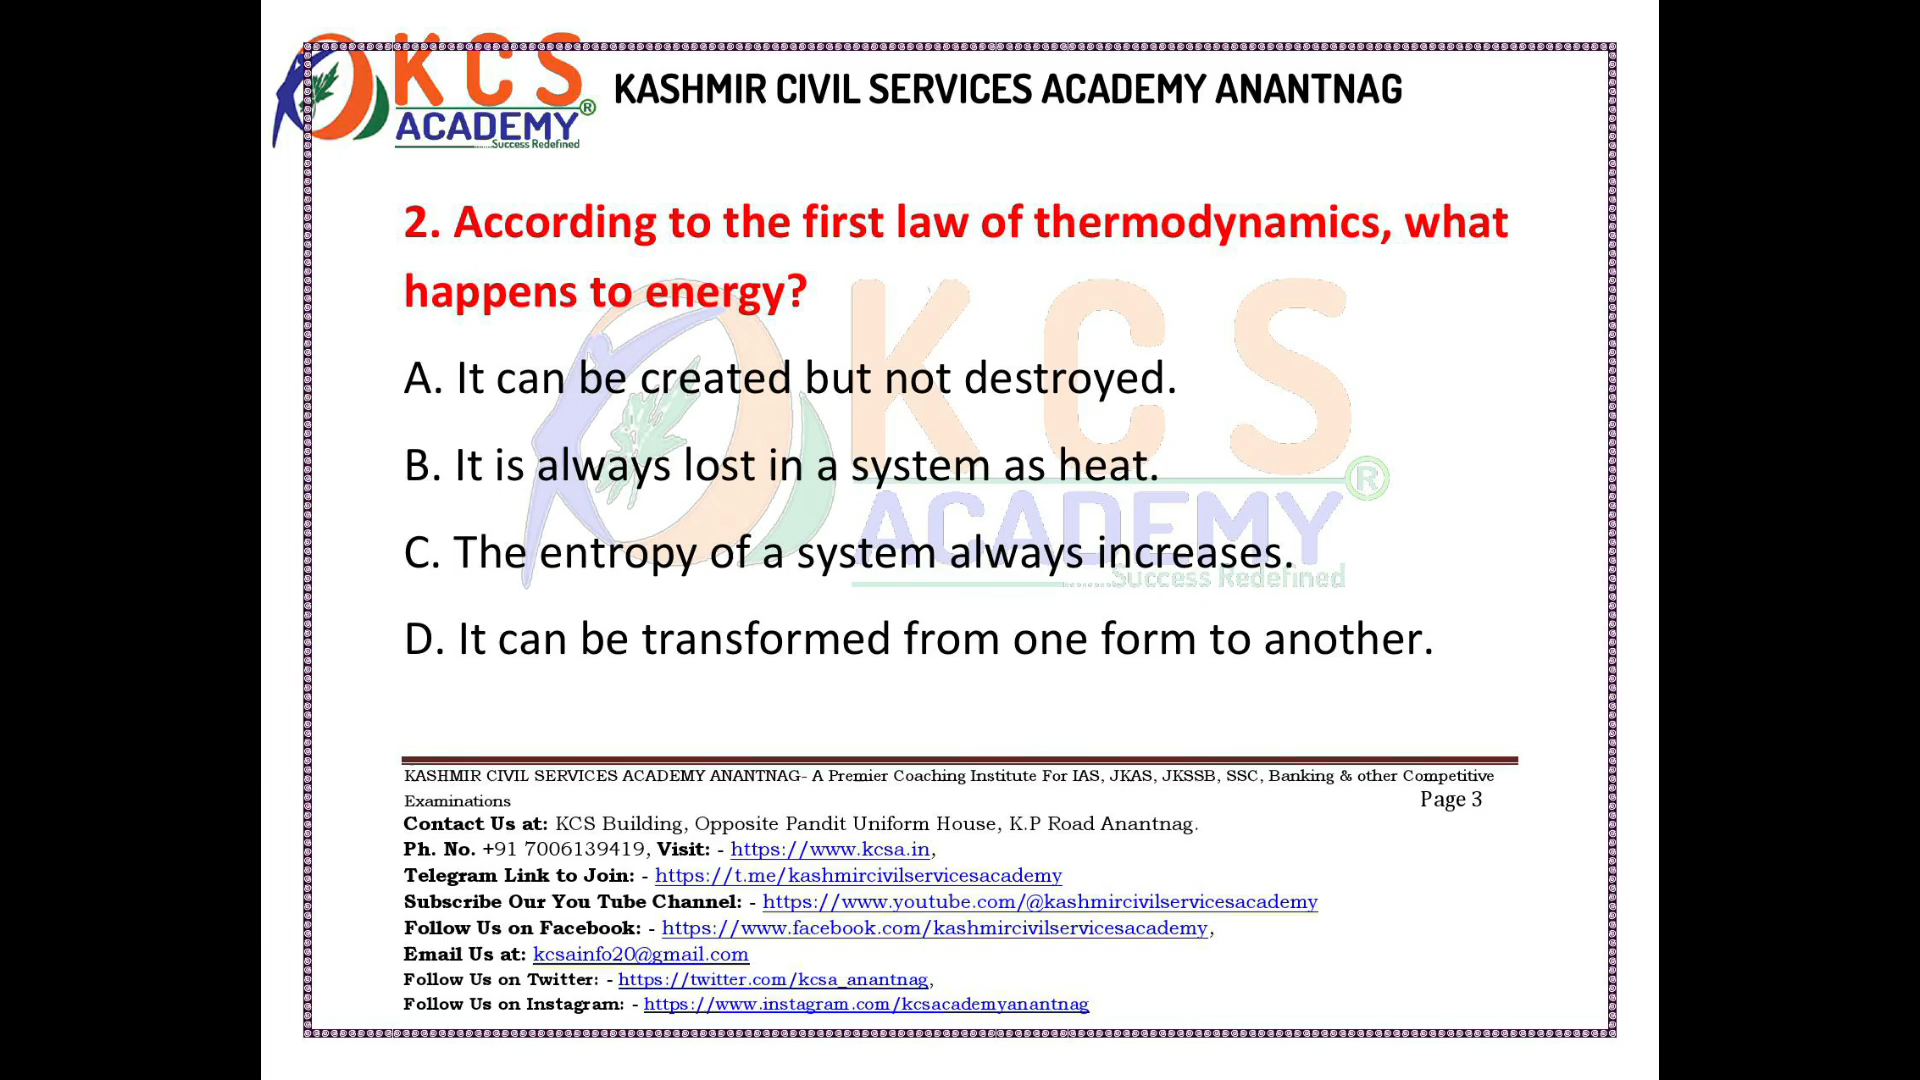 KCS
ACADEMY®
......Success Redefined
KASHMIR CIVIL SERVICES ACADEMY ANANTNAG
2. According to the first law of thermodynamics, what
happens to energy?
A. It can be created but not destroyed.
B. It is always lost in a system as heat.
C. The entropy of a system always increases.
D. It can be transformed from one form to another.
KCS
ACADEMY®
.......Success Redefined
KASHMIR CIVIL SERVICES ACADEMY ANANTNAG- A Premier Coaching Institute For IAS, JKAS, JKSSB, SSC, Banking & other Competitive
Examinations Page 3
Contact Us at: KCS Building, Opposite Pandit Uniform House, K.P Road Anantnag.
Ph. No. +91 7006139419, Visit: - https://www.kcsa.in,
Telegram Link to Join: - https://t.me/kashmircivilservicesacademy
Subscribe Our You Tube Channel: - https://www.youtube.com/@kashmircivilservicesacademy
Follow Us on Facebook: - https://www.facebook.com/kashmircivilservicesacademy,
Email Us at: kcsainfo20@gmail.com
Follow Us on Twitter: - https://twitter.com/kcsa_anantnag,
Follow Us on Instagram: - https://www.instagram.com/kcsacademyanantnag